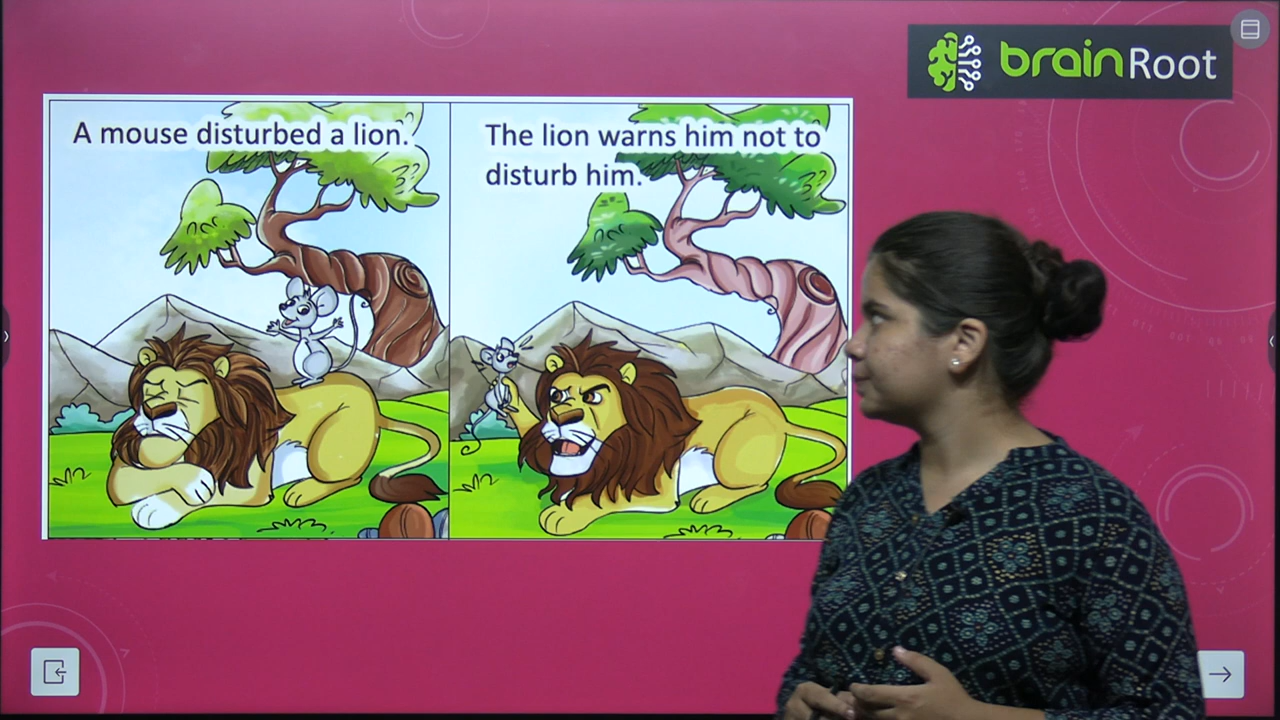 brainRoot
A mouse disturbed a lion.
The lion warns him not to
disturb him.